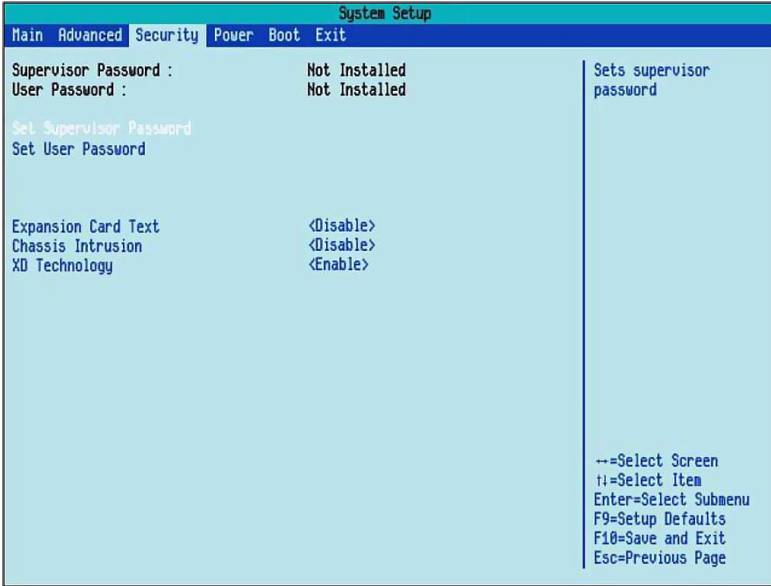 System Setup
Main Advanced Security Power Boot Exit
Supervisor Password : Not Installed
User Password : Not Installed
Set Supervisor Password
Set User Password
Expansion Card Text <Disable>
Chassis Intrusion <Disable>
XD Technology <Enable>
Sets supervisor
password
↔=Select Screen
↑↓=Select Item
Enter=Select Submenu
F9=Setup Defaults
F10=Save and Exit
Esc=Previous Page